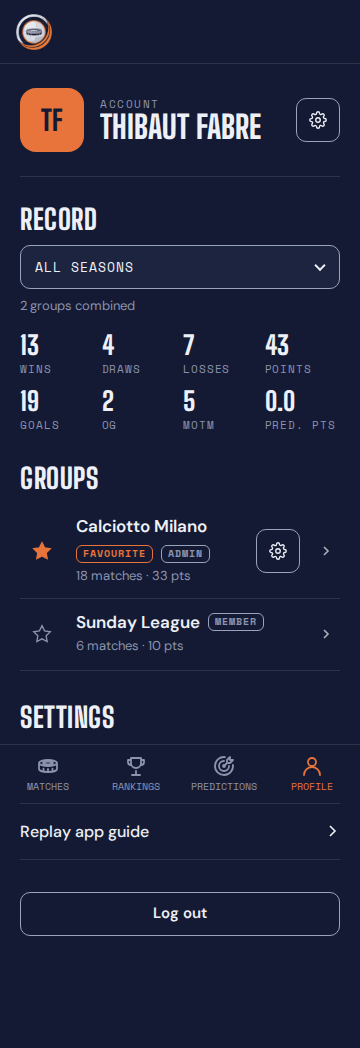 TF
ACCOUNT
THIBAUT FABRE
RECORD
ALL SEASONS
2 groups combined
13 4 7 43
WINS DRAWS LOSSES POINTS
19 2 5 0.0
GOALS OG MOTM PRED. PTS
GROUPS
Calciotto Milano
FAVOURITE ADMIN
18 matches · 33 pts
Sunday League MEMBER
6 matches · 10 pts
SETTINGS
MATCHES RANKINGS PREDICTIONS PROFILE
Replay app guide
Log out